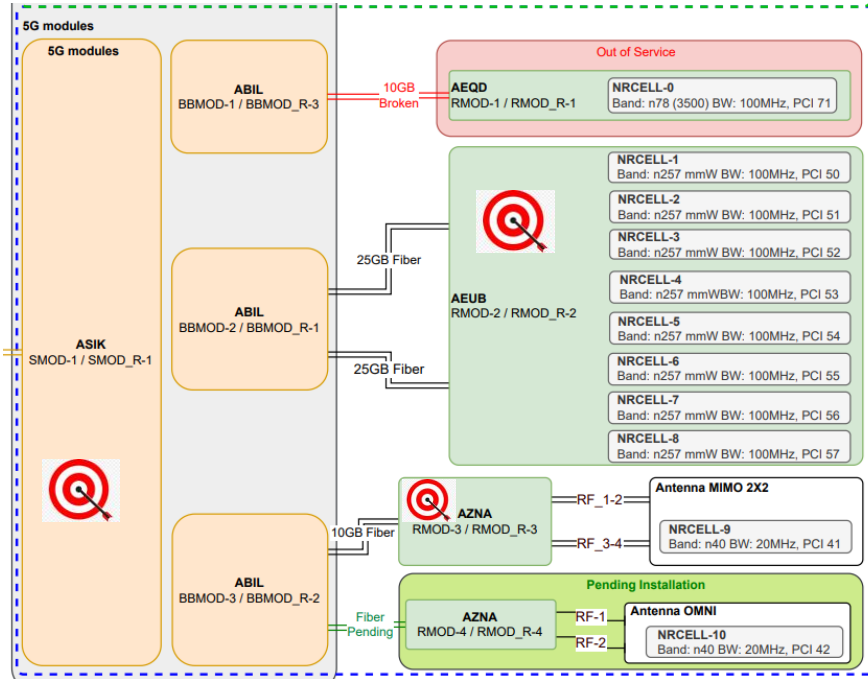 5G modules
5G modules
ASIK
SMOD-1 / SMOD_R-1
ABIL
BBMOD-1 / BBMOD_R-3
10GB
Broken
Out of Service
AEQD
RMOD-1 / RMOD_R-1
NRCELL-0
Band: n78 (3500) BW: 100MHz, PCI 71
ABIL
BBMOD-2 / BBMOD_R-1
25GB Fiber
25GB Fiber
AEUB
RMOD-2 / RMOD_R-2
NRCELL-1
Band: n257 mmW BW: 100MHz, PCI 50
NRCELL-2
Band: n257 mmW BW: 100MHz, PCI 51
NRCELL-3
Band: n257 mmW BW: 100MHz, PCI 52
NRCELL-4
Band: n257 mmWBW: 100MHz, PCI 53
NRCELL-5
Band: n257 mmW BW: 100MHz, PCI 54
NRCELL-6
Band: n257 mmW BW: 100MHz, PCI 55
NRCELL-7
Band: n257 mmW BW: 100MHz, PCI 56
NRCELL-8
Band: n257 mmW BW: 100MHz, PCI 57
ABIL
BBMOD-3 / BBMOD_R-2
10GB Fiber
AZNA
RMOD-3 / RMOD_R-3
RF_1-2
RF_3-4
Antenna MIMO 2X2
NRCELL-9
Band: n40 BW: 20MHz, PCI 41
Fiber
Pending
Pending Installation
AZNA
RMOD-4 / RMOD_R-4
RF-1
RF-2
Antenna OMNI
NRCELL-10
Band: n40 BW: 20MHz, PCI 42